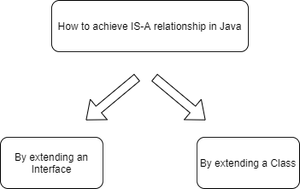 How to achieve IS-A relationship in Java
By extending an
Interface
By extending a Class